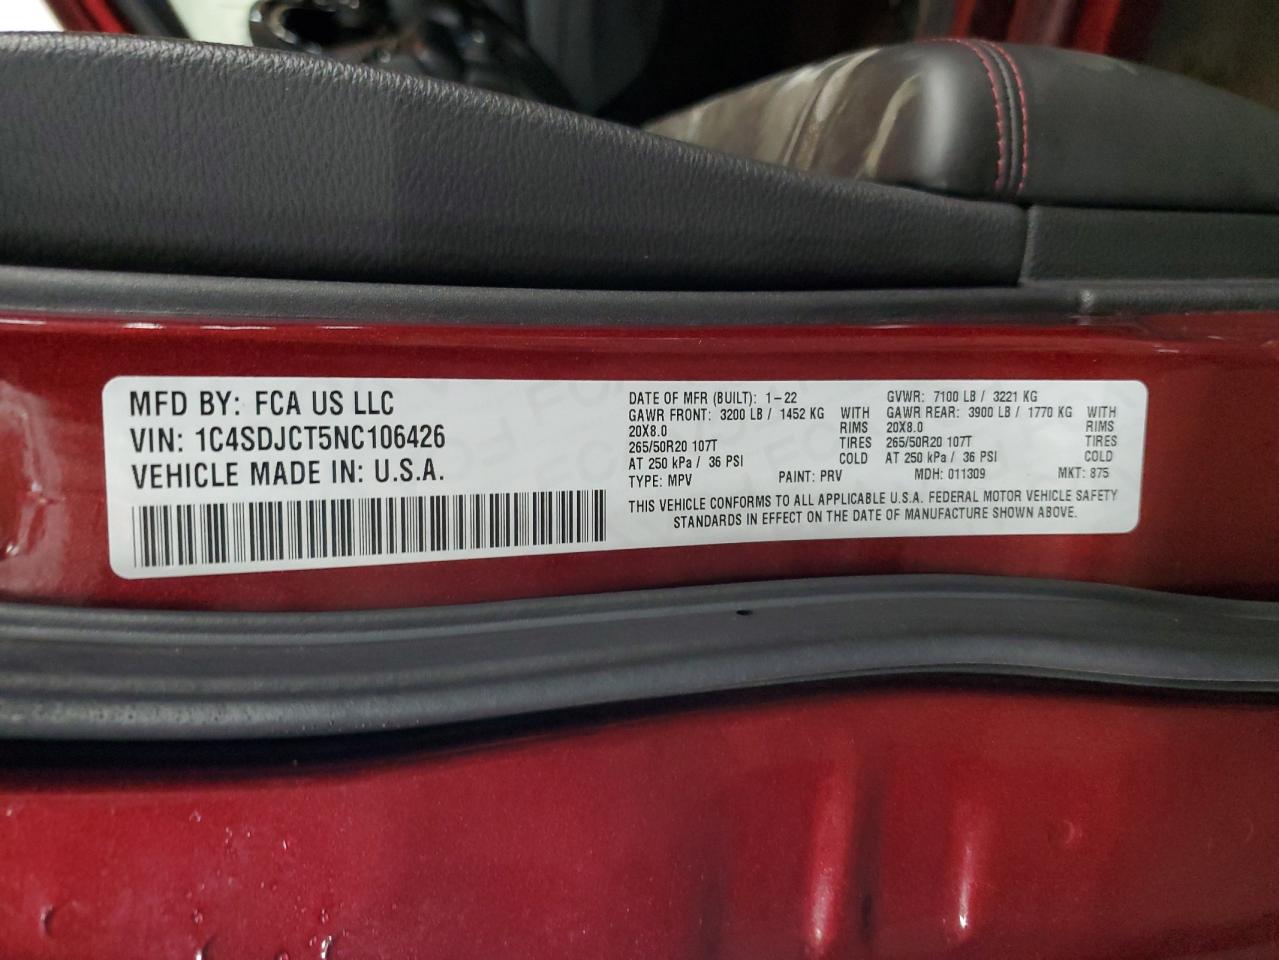 MFD BY: FCA US LLC
VIN: 1C4SDJCT5NC106426
VEHICLE MADE IN: U.S.A.
DATE OF MFR (BUILT): 1-22 GVWR: 7100 LB / 3221 KG
GAWR FRONT: 3200 LB / 1452 KG WITH GAWR REAR: 3900 LB / 1770 KG WITH
20X8.0 RIMS 20X8.0 RIMS
265/50R20 107T TIRES 265/50R20 107T TIRES
AT 250 kPa / 36 PSI COLD AT 250 kPa / 36 PSI COLD
TYPE: MPV PAINT: PRV MDH: 011309 MKT: 875
THIS VEHICLE CONFORMS TO ALL APPLICABLE U.S.A. FEDERAL MOTOR VEHICLE SAFETY
STANDARDS IN EFFECT ON THE DATE OF MANUFACTURE SHOWN ABOVE.